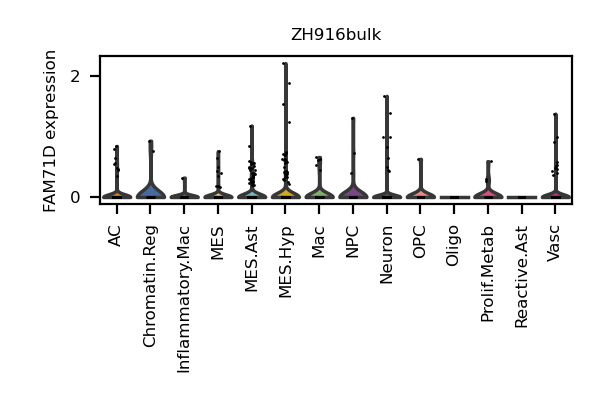 ZH916bulk
FAM71D expression
2
0
AC
Chromatin.Reg
Inflammatory.Mac
MES
MES.Ast
MES.Hyp
Mac
NPC
Neuron
OPC
Oligo
Prolif.Metab
Reactive.Ast
Vasc